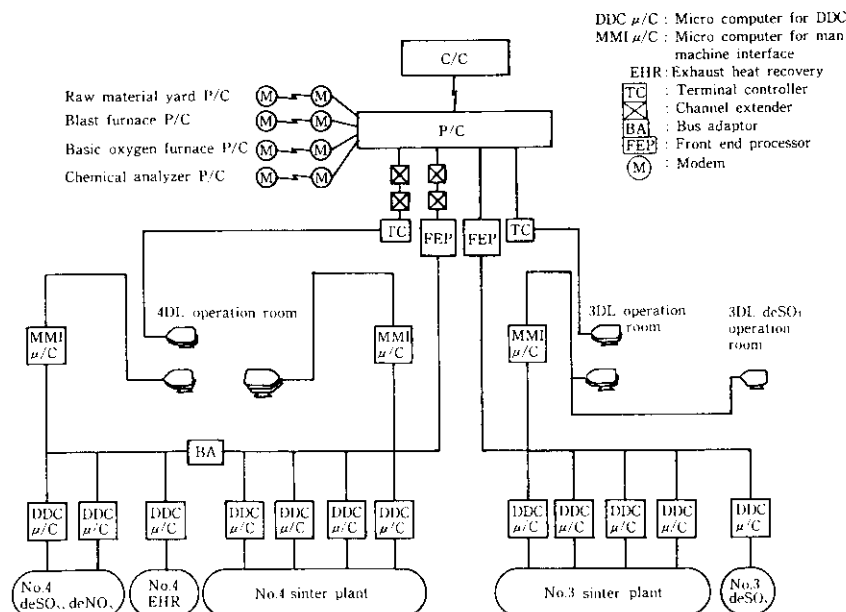 DDC μ/C : Micro computer for DDC
MMI μ/C : Micro computer for man
machine interface
EHR : Exhaust heat recovery
TC : Terminal controller
: Channel extender
BA : Bus adaptor
FEP : Front end processor
M : Modem
C/C
P/C
Raw material yard P/C M M
Blast furnace P/C M M
Basic oxygen furnace P/C M M
Chemical analyzer P/C M M
TC FEP FEP TC
4DL operation room
3DL operation
room
3DL deSOx
operation
room
MMI
μ/C
MMI
μ/C
MMI
μ/C
BA
DDC
μ/C
DDC
μ/C
DDC
μ/C
DDC
μ/C
DDC
μ/C
DDC
μ/C
DDC
μ/C
DDC
μ/C
DDC
μ/C
DDC
μ/C
DDC
μ/C
DDC
μ/C
No.4
deSOx, deNOx
No.4
EHR
No.4 sinter plant
No.3 sinter plant
No.3
deSOx